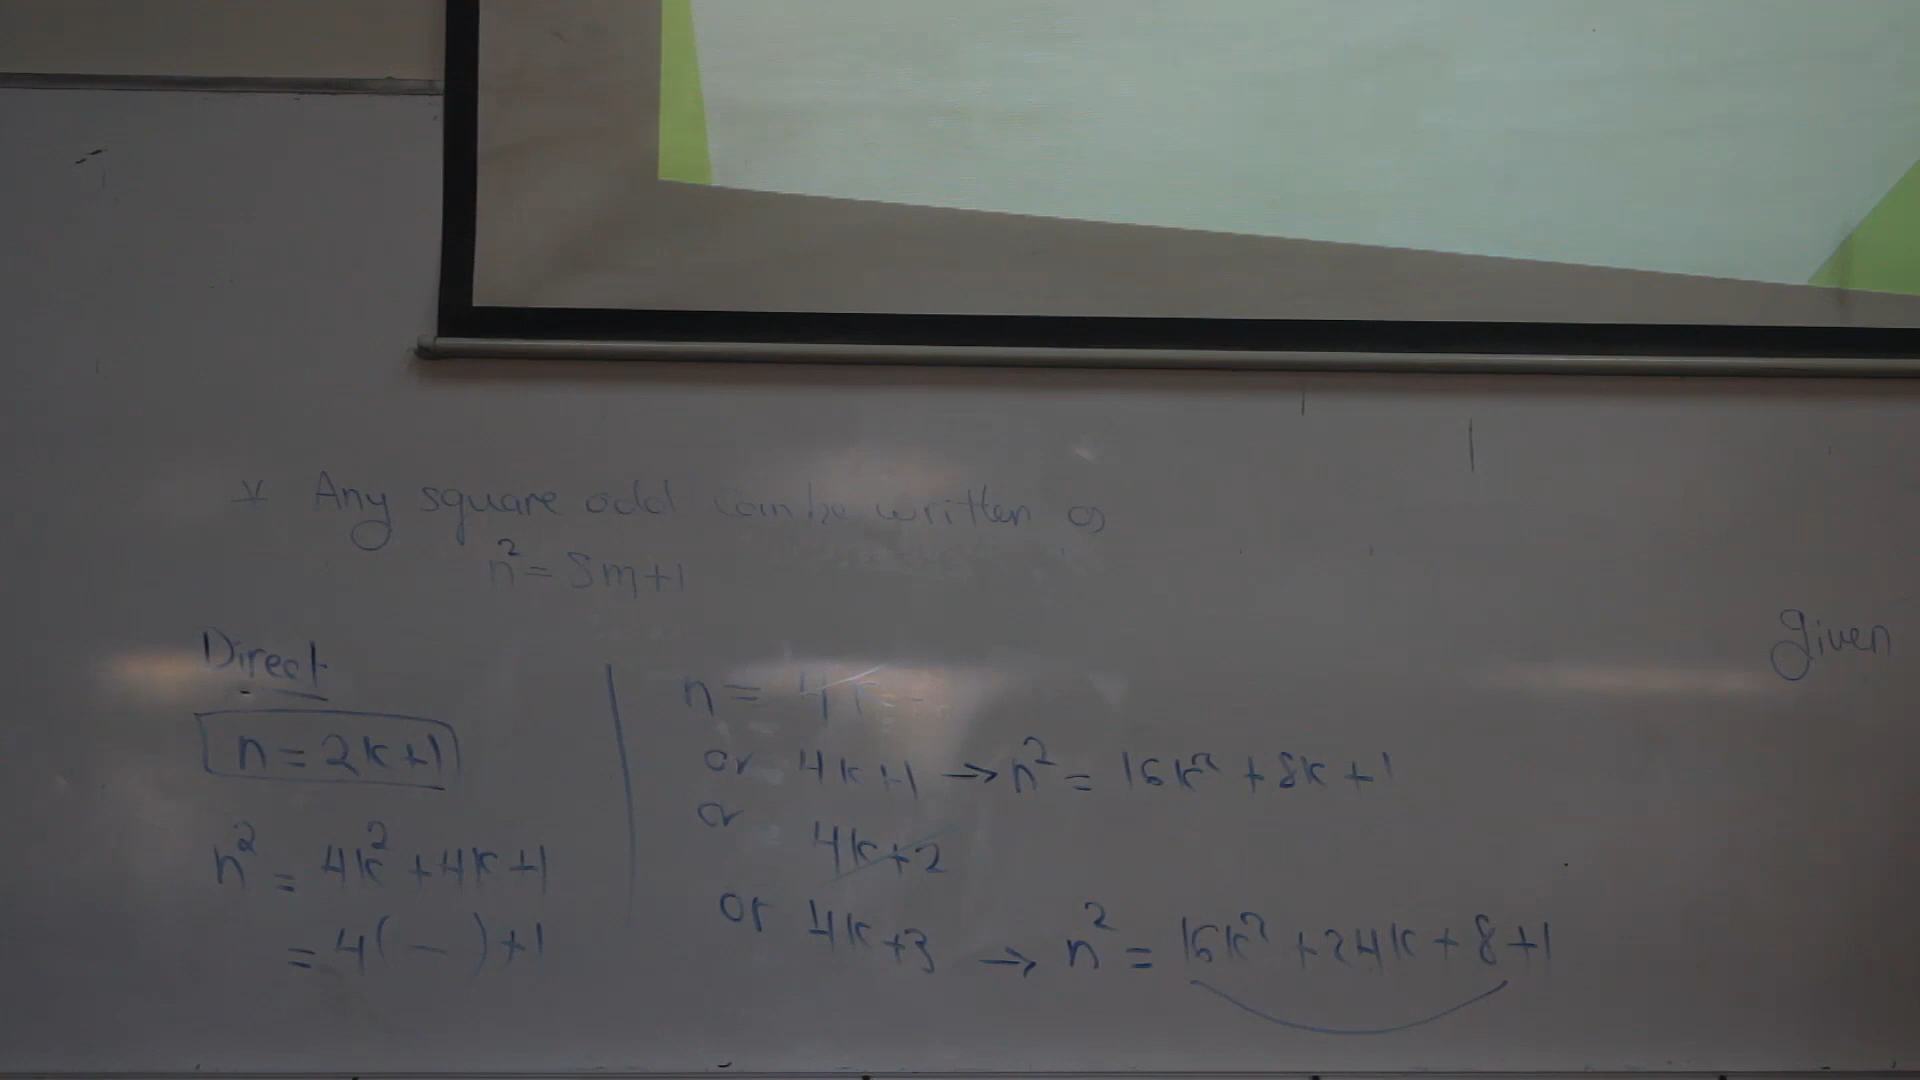 * Any square odd can be written as
n² = 8m+1
Direct
n = 2k+1
n² = 4k² + 4k + 1
= 4( – ) + 1
n =
or 4k+1 → n² = 16k² + 8k + 1
or
4k+2
or 4k+3 → n² = 16k² + 24k + 8 + 1
Given